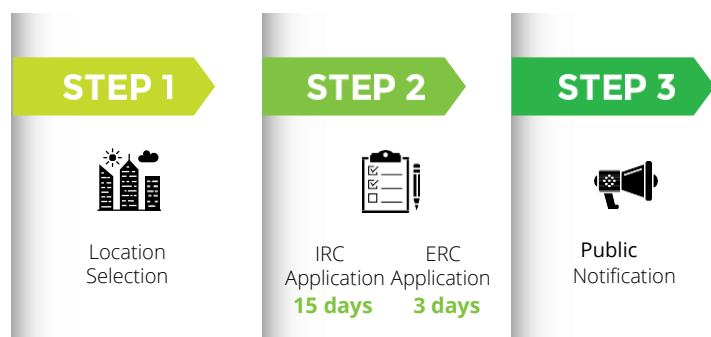 STEP 1
Location
Selection
STEP 2
IRC
Application
15 days
ERC
Application
3 days
STEP 3
Public
Notification